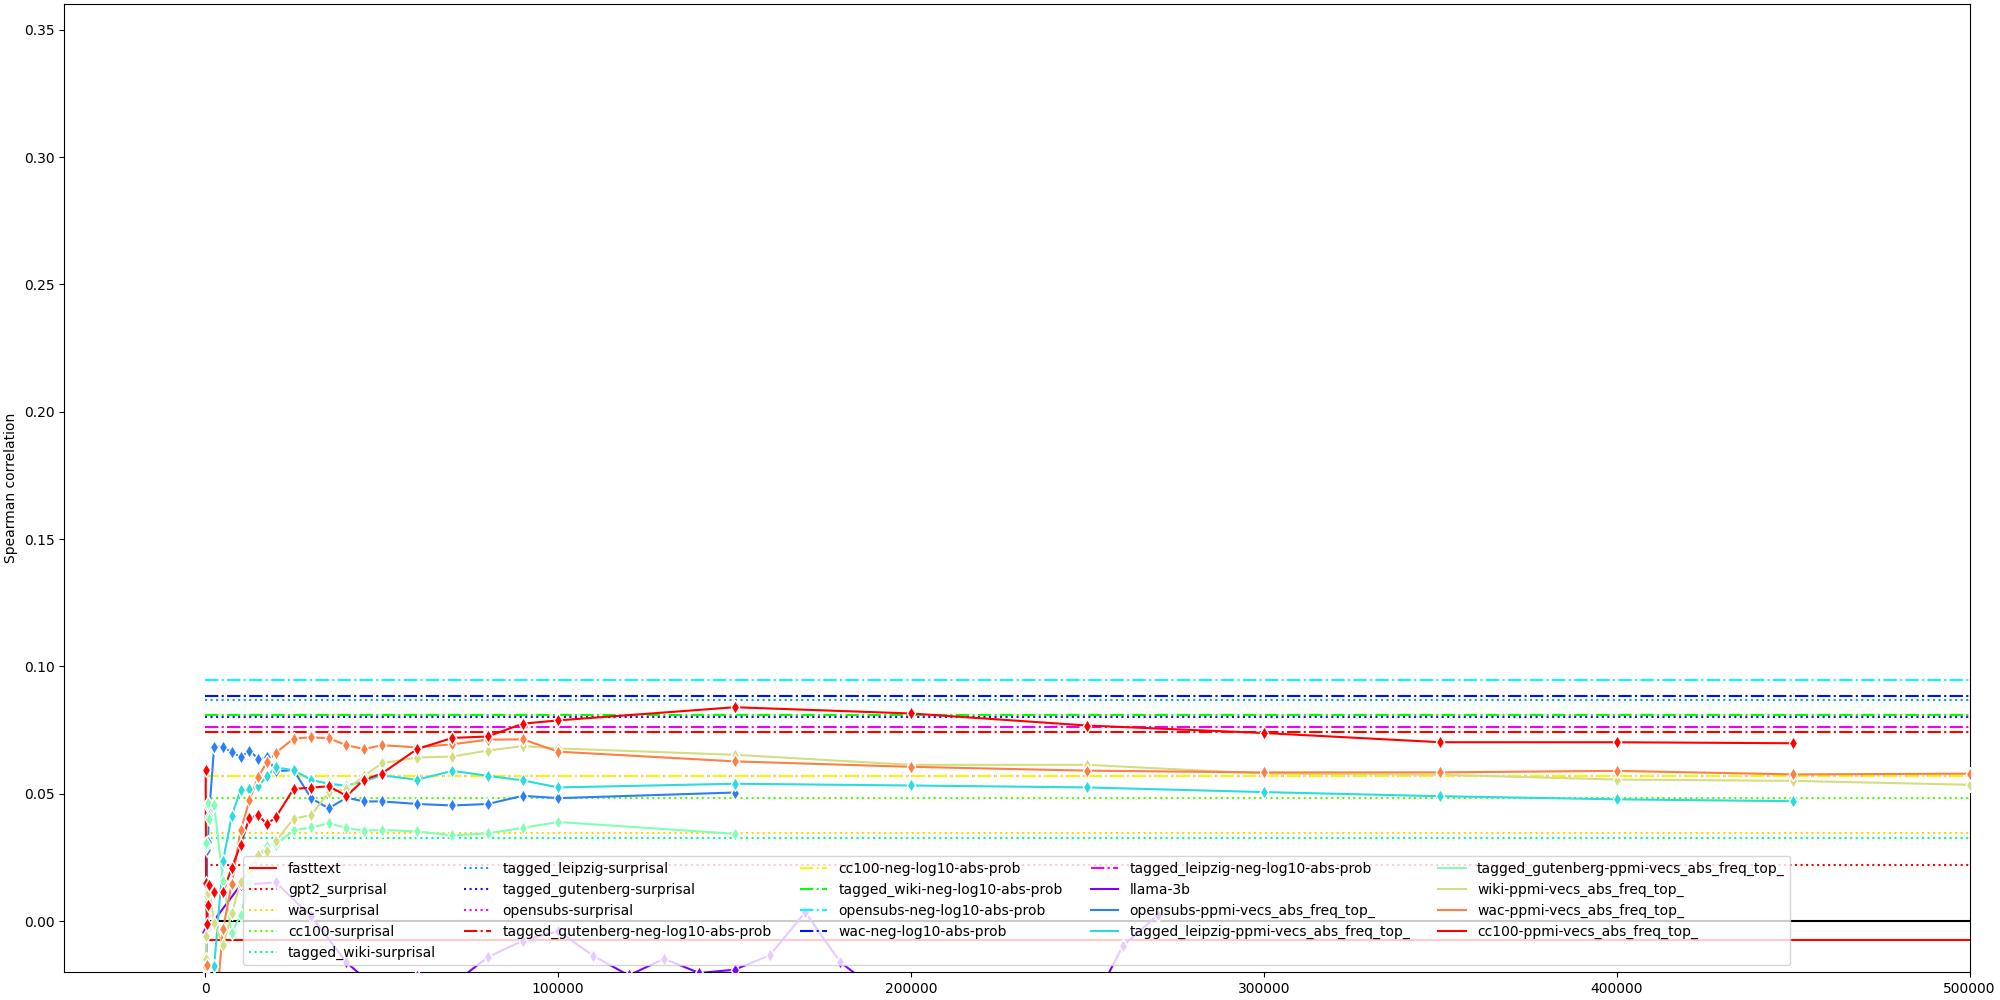 0.35
0.30
0.25
0.20
0.15
0.10
0.05
0.00
Spearman correlation
fasttext
gpt2_surprisal
wac-surprisal
cc100-surprisal
tagged_wiki-surprisal
tagged_leipzig-surprisal
tagged_gutenberg-surprisal
opensubs-surprisal
tagged_gutenberg-neg-log10-abs-prob
cc100-neg-log10-abs-prob
tagged_wiki-neg-log10-abs-prob
opensubs-neg-log10-abs-prob
wac-neg-log10-abs-prob
tagged_leipzig-neg-log10-abs-prob
llama-3b
opensubs-ppmi-vecs_abs_freq_top_
tagged_leipzig-ppmi-vecs_abs_freq_top_
tagged_gutenberg-ppmi-vecs_abs_freq_top_
wiki-ppmi-vecs_abs_freq_top_
wac-ppmi-vecs_abs_freq_top_
cc100-ppmi-vecs_abs_freq_top_
0 100000 200000 300000 400000 500000